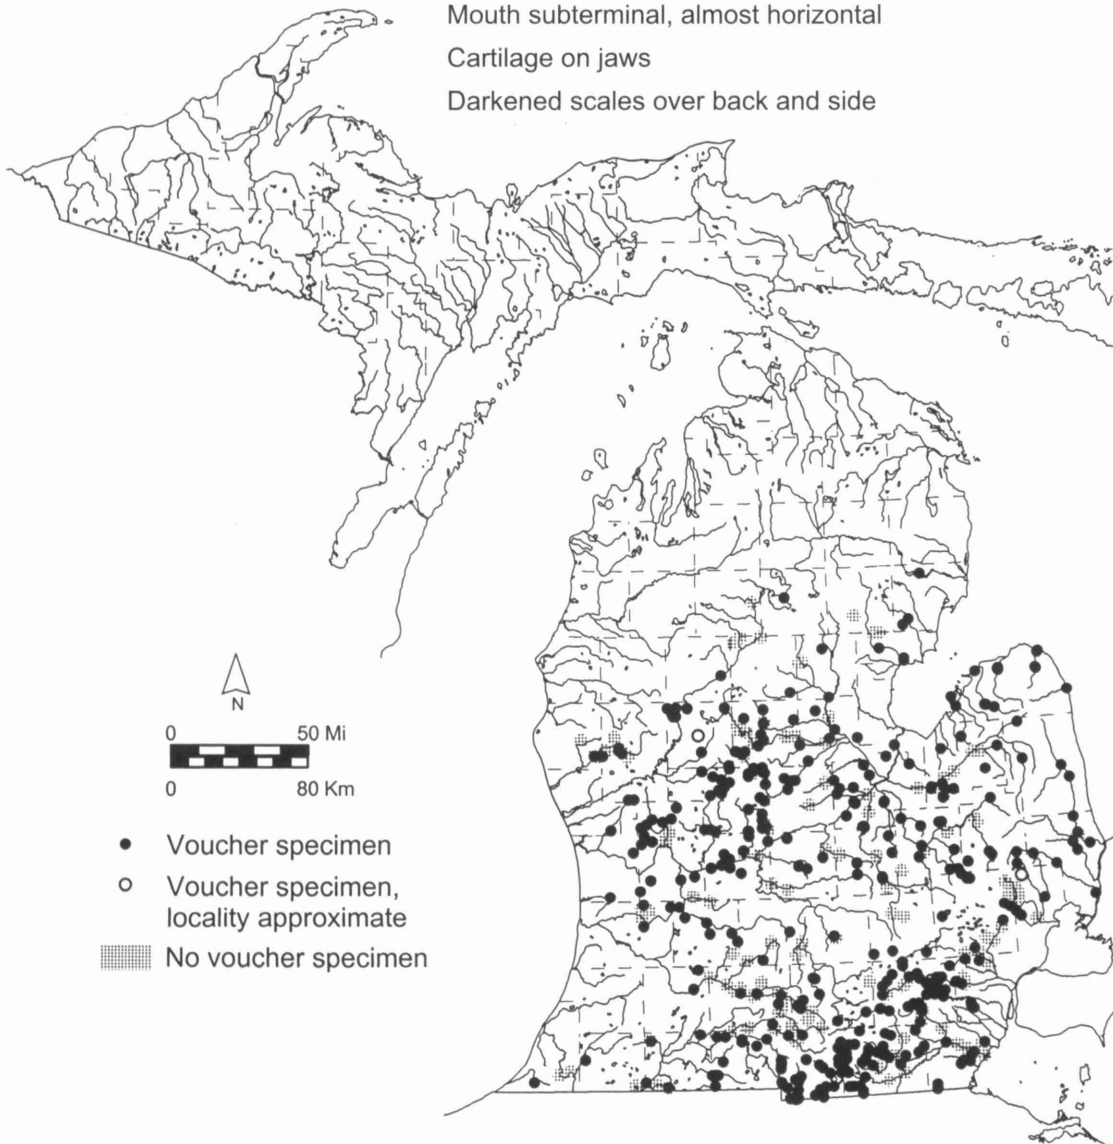 Mouth subterminal, almost horizontal
Cartilage on jaws
Darkened scales over back and side
N
0 50 Mi
0 80 Km
Voucher specimen
Voucher specimen,
locality approximate
No voucher specimen